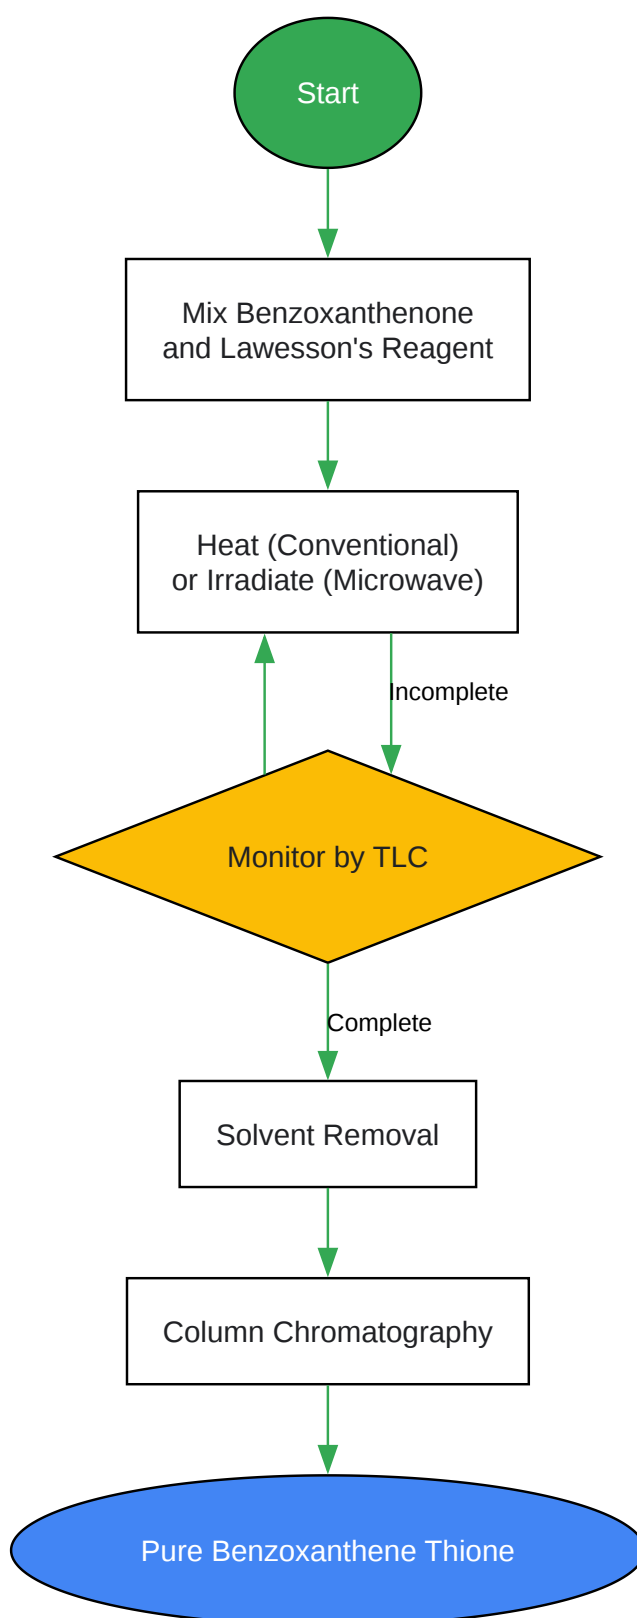 Start
Mix Benzoxanthenone
and Lawesson's Reagent
Heat (Conventional)
or Irradiate (Microwave)
Incomplete
Monitor by TLC
Complete
Solvent Removal
Column Chromatography
Pure Benzoxanthene Thione